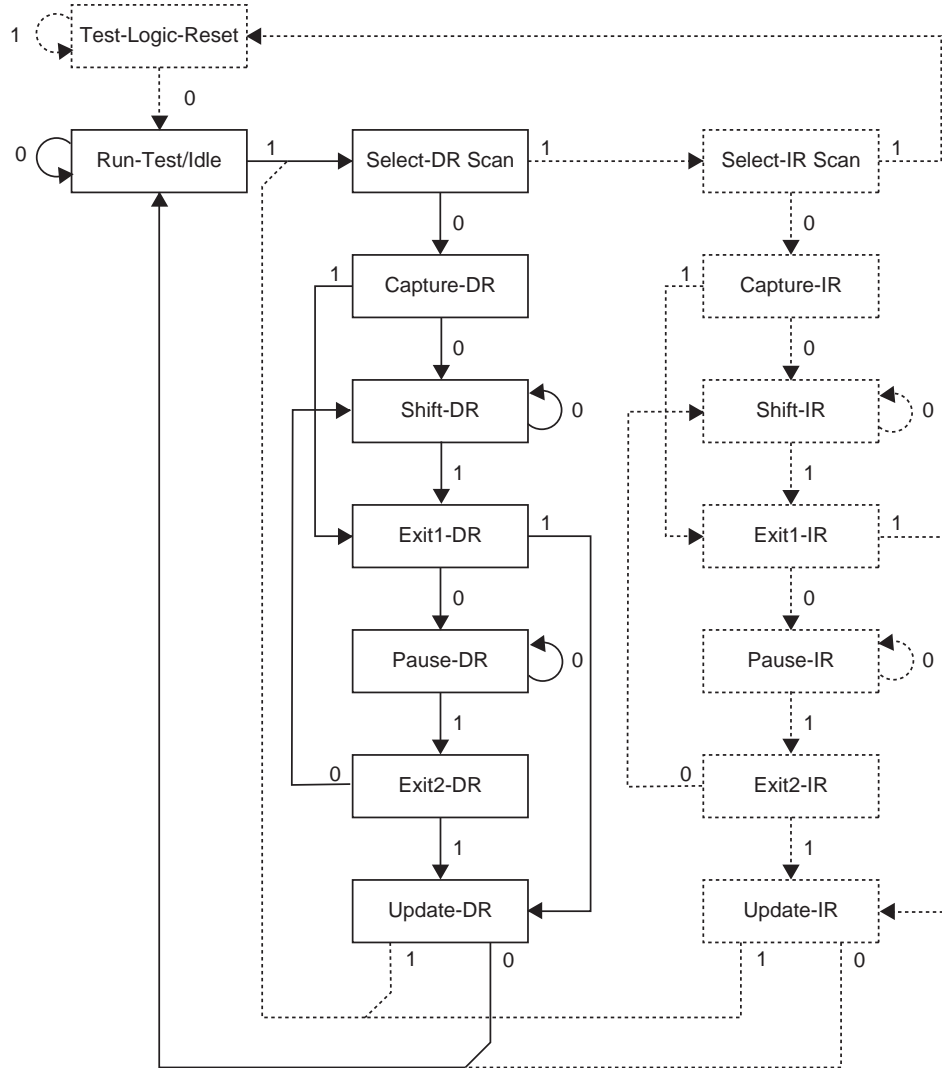 1 Test-Logic-Reset
0
0 Run-Test/Idle 1 Select-DR Scan 1 Select-IR Scan 1
0 0
1 Capture-DR 1 Capture-IR
0 0
Shift-DR 0 Shift-IR 0
1 1
Exit1-DR 1 Exit1-IR 1
0 0
Pause-DR 0 Pause-IR 0
1 1
0 Exit2-DR 0 Exit2-IR
1 1
Update-DR Update-IR
1 0 1 0